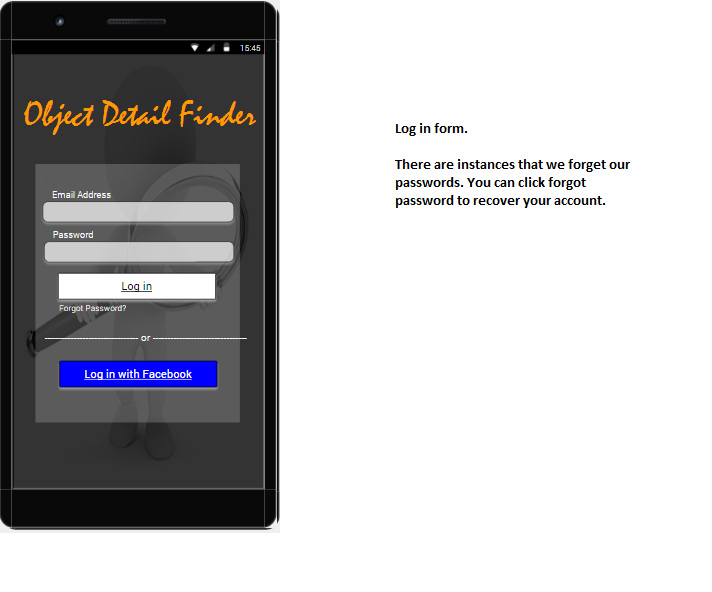 15:45
Object Detail Finder
Email Address
Password
Log in
Forgot Password?
or
Log in with Facebook
Log in form.
There are instances that we forget our
passwords. You can click forgot
password to recover your account.